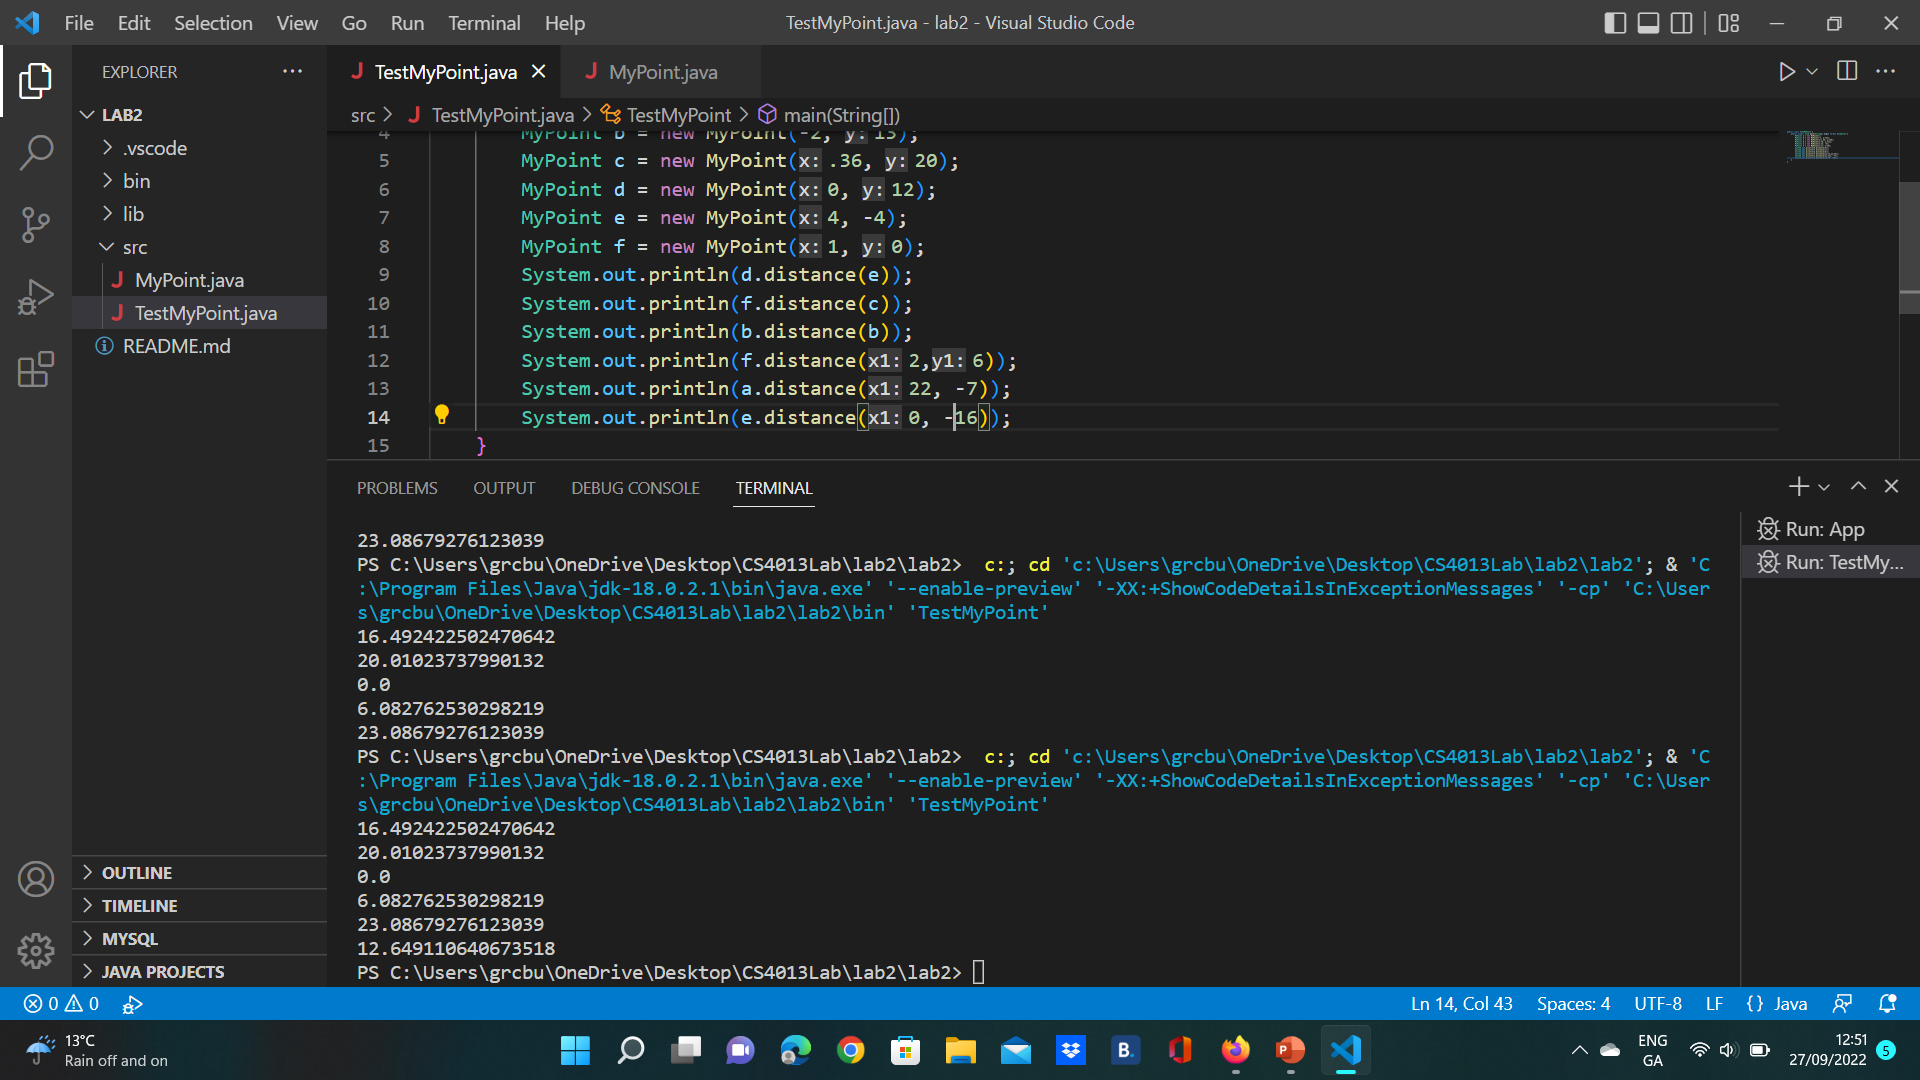 File Edit Selection View Go Run Terminal Help
TestMyPoint.java - lab2 - Visual Studio Code
EXPLORER
LAB2
.vscode
bin
lib
src
MyPoint.java
TestMyPoint.java
README.md
OUTLINE
TIMELINE
MYSQL
JAVA PROJECTS
TestMyPoint.java
MyPoint.java
src > TestMyPoint.java > TestMyPoint > main(String[])
4 MyPoint b = new MyPoint(-2, y: 13);
5 MyPoint c = new MyPoint(x: .36, y: 20);
6 MyPoint d = new MyPoint(x: 0, y: 12);
7 MyPoint e = new MyPoint(x: 4, -4);
8 MyPoint f = new MyPoint(x: 1, y: 0);
9 System.out.println(d.distance(e));
10 System.out.println(f.distance(c));
11 System.out.println(b.distance(b));
12 System.out.println(f.distance(x1: 2,y1: 6));
13 System.out.println(a.distance(x1: 22, -7));
14 System.out.println(e.distance(x1: 0, -16));
15 }
PROBLEMS OUTPUT DEBUG CONSOLE TERMINAL
23.08679276123039
PS C:\Users\grcbu\OneDrive\Desktop\CS4013Lab\lab2\lab2>  c:; cd 'c:\Users\grcbu\OneDrive\Desktop\CS4013Lab\lab2\lab2'; & 'C
:\Program Files\Java\jdk-18.0.2.1\bin\java.exe' '--enable-preview' '-XX:+ShowCodeDetailsInExceptionMessages' '-cp' 'C:\User
s\grcbu\OneDrive\Desktop\CS4013Lab\lab2\lab2\bin' 'TestMyPoint'
16.492422502470642
20.01023737990132
0.0
6.082762530298219
23.08679276123039
PS C:\Users\grcbu\OneDrive\Desktop\CS4013Lab\lab2\lab2>  c:; cd 'c:\Users\grcbu\OneDrive\Desktop\CS4013Lab\lab2\lab2'; & 'C
:\Program Files\Java\jdk-18.0.2.1\bin\java.exe' '--enable-preview' '-XX:+ShowCodeDetailsInExceptionMessages' '-cp' 'C:\User
s\grcbu\OneDrive\Desktop\CS4013Lab\lab2\lab2\bin' 'TestMyPoint'
16.492422502470642
20.01023737990132
0.0
6.082762530298219
23.08679276123039
12.649110640673518
PS C:\Users\grcbu\OneDrive\Desktop\CS4013Lab\lab2\lab2>
Run: App
Run: TestMy...
0 0
Ln 14, Col 43 Spaces: 4 UTF-8 LF {} Java
13°C
Rain off and on
B.
P
ENG
GA
12:51
27/09/2022
5